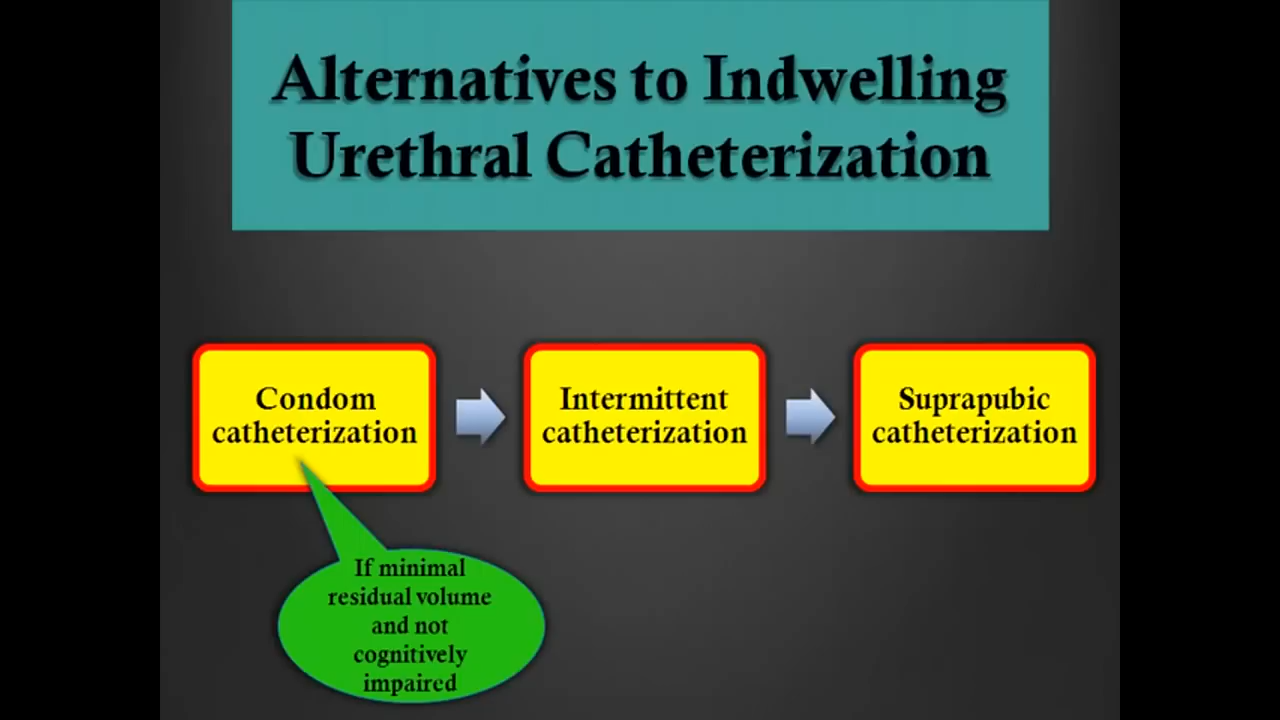 Alternatives to Indwelling
Urethral Catheterization
Condom
catheterization
Intermittent
catheterization
Suprapubic
catheterization
If minimal
residual volume
and not
cognitively
impaired